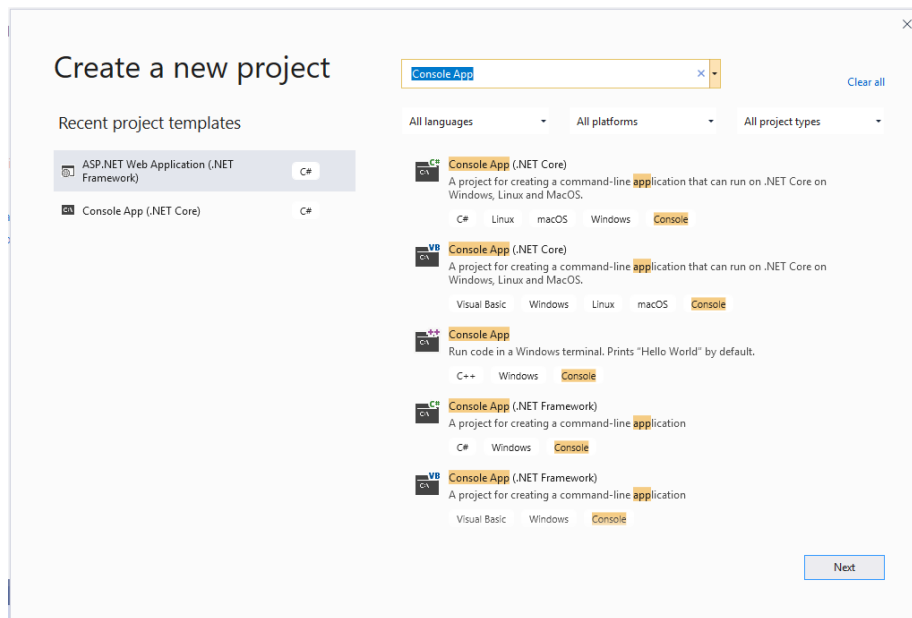 Create a new project
Recent project templates
ASP.NET Web Application (.NET
Framework)
C#
Console App (.NET Core)
C#
Console App
Clear all
All languages
All platforms
All project types
C#
C:\
Console App (.NET Core)
A project for creating a command-line application that can run on .NET Core on
Windows, Linux and MacOS.
C# Linux macOS Windows Console
VB
C:\
Console App (.NET Core)
A project for creating a command-line application that can run on .NET Core on
Windows, Linux and MacOS.
Visual Basic Windows Linux macOS Console
++
C:\
Console App
Run code in a Windows terminal. Prints "Hello World" by default.
C++ Windows Console
C#
C:\
Console App (.NET Framework)
A project for creating a command-line application
C# Windows Console
VB
C:\
Console App (.NET Framework)
A project for creating a command-line application
Visual Basic Windows Console
Next